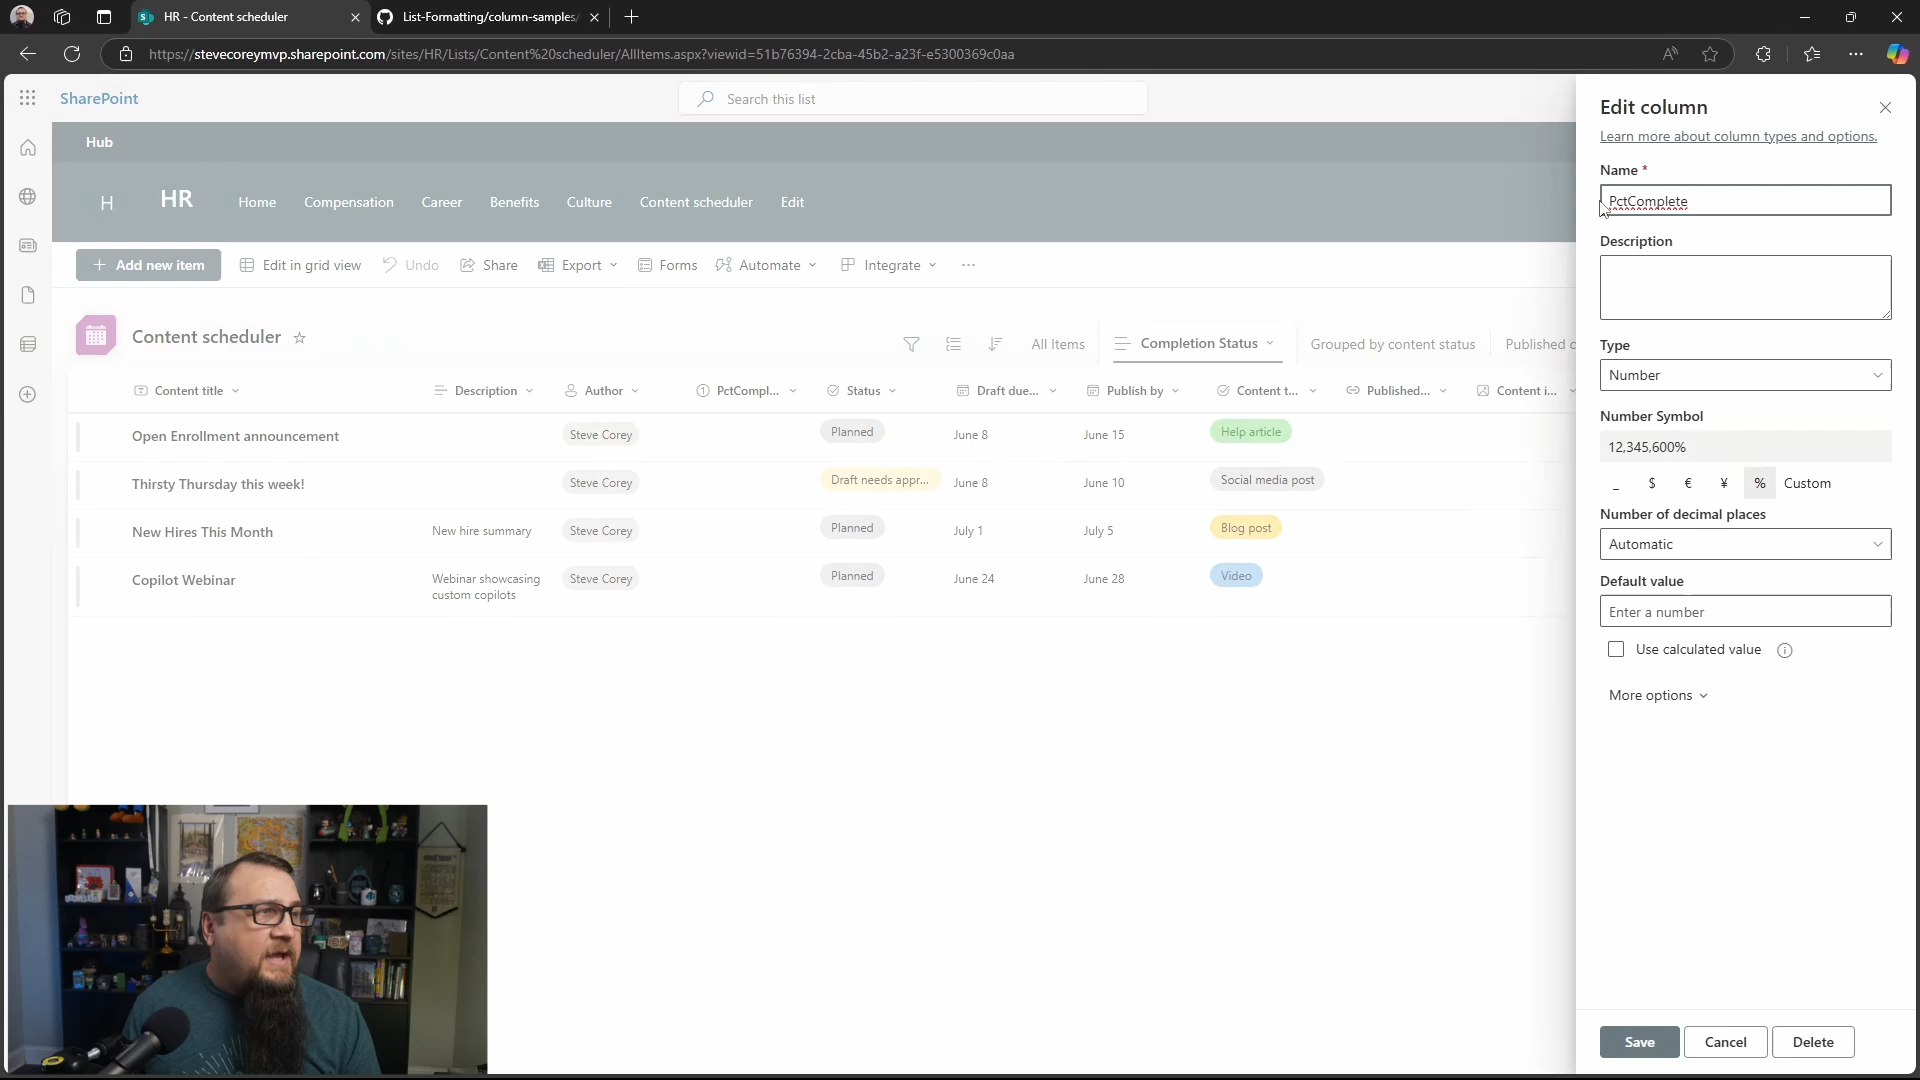 HR - Content scheduler
List-Formatting/column-samples/
https://stevecoreymvp.sharepoint.com/sites/HR/Lists/Content%20scheduler/AllItems.aspx?viewid=51b76394-2cba-45b2-a23f-e5300369c0aa
SharePoint
Search this list
Hub
H
HR
Home
Compensation
Career
Benefits
Culture
Content scheduler
Edit
Add new item
Edit in grid view
Undo
Share
Export
Forms
Automate
Integrate
Content scheduler
All Items
Completion Status
Grouped by content status
Published c
Content title
Description
Author
PctCompl...
Status
Draft due...
Publish by
Content t...
Published...
Content i...
Open Enrollment announcement
Steve Corey
Planned
June 8
June 15
Help article
Thirsty Thursday this week!
Steve Corey
Draft needs appr...
June 8
June 10
Social media post
New Hires This Month
New hire summary
Steve Corey
Planned
July 1
July 5
Blog post
Copilot Webinar
Webinar showcasing
custom copilots
Steve Corey
Planned
June 24
June 28
Video
Edit column
Learn more about column types and options.
Name *
PctComplete
Description
Type
Number
Number Symbol
12,345,600%
_ $ € ¥ % Custom
Number of decimal places
Automatic
Default value
Enter a number
Use calculated value
More options
Save
Cancel
Delete